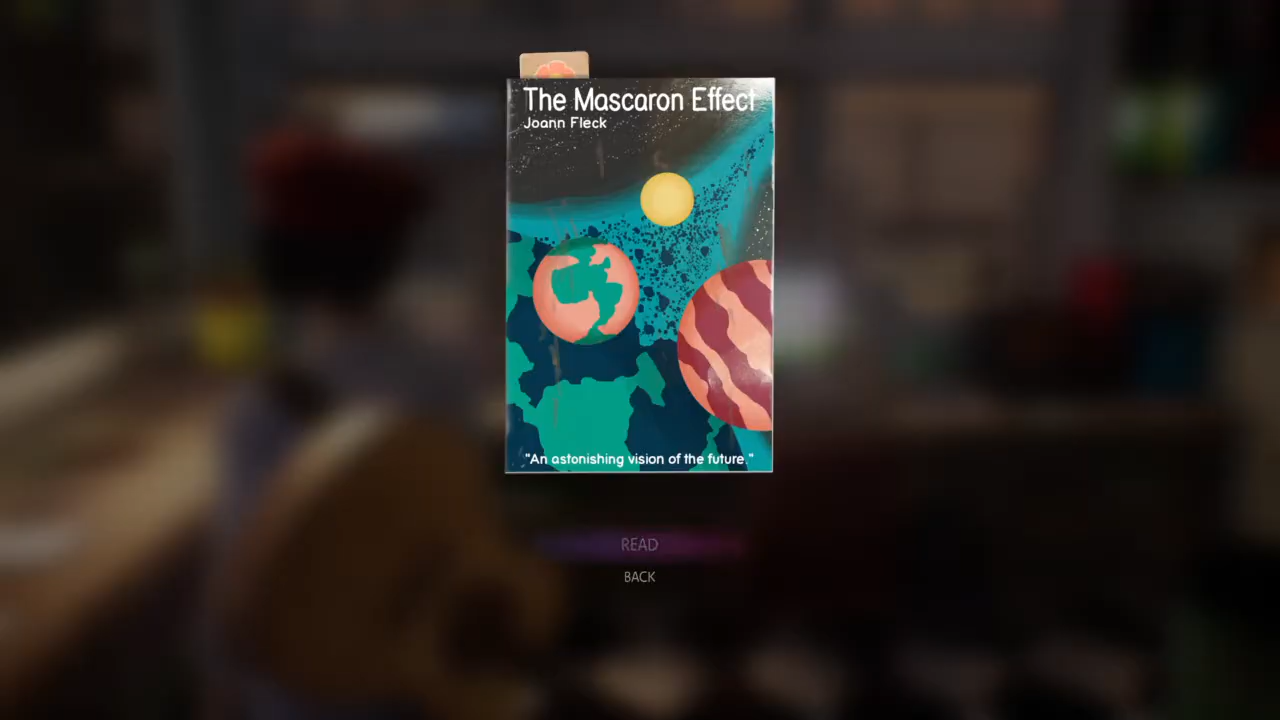 The Mascaron Effect
Joann Fleck
"An astonishing vision of the future."
READ
BACK